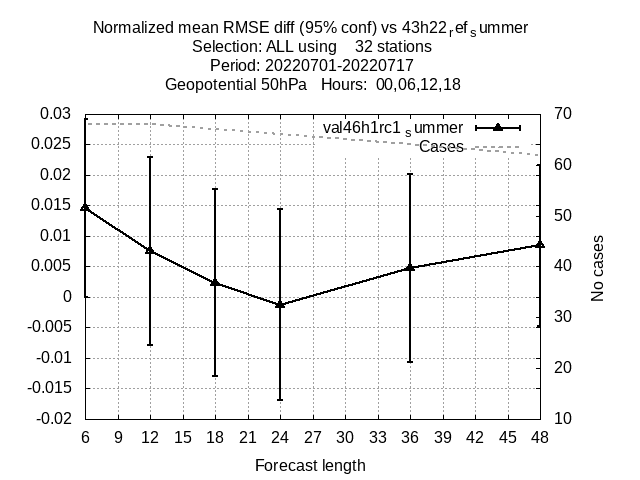 Normalized mean RMSE diff (95% conf) vs 43h22refsummer
Selection: ALL using 32 stations
Period: 20220701-20220717
Geopotential 50hPa Hours: 00,06,12,18
val46h1rc1summer
Cases
0.03
0.025
0.02
0.015
0.01
0.005
0
-0.005
-0.01
-0.015
-0.02
70
60
50
40
30
20
10
No cases
6 9 12 15 18 21 24 27 30 33 36 39 42 45 48
Forecast length